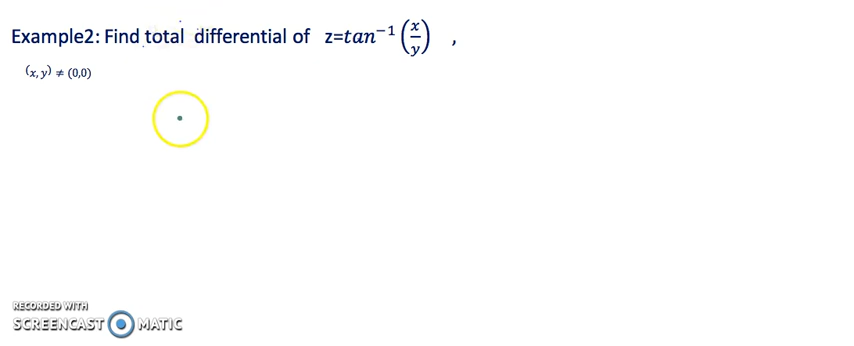 Example2: Find total differential of z=tan⁻¹(x/y) ,
(x, y) ≠ (0,0)
RECORDED WITH
SCREENCAST MATIC